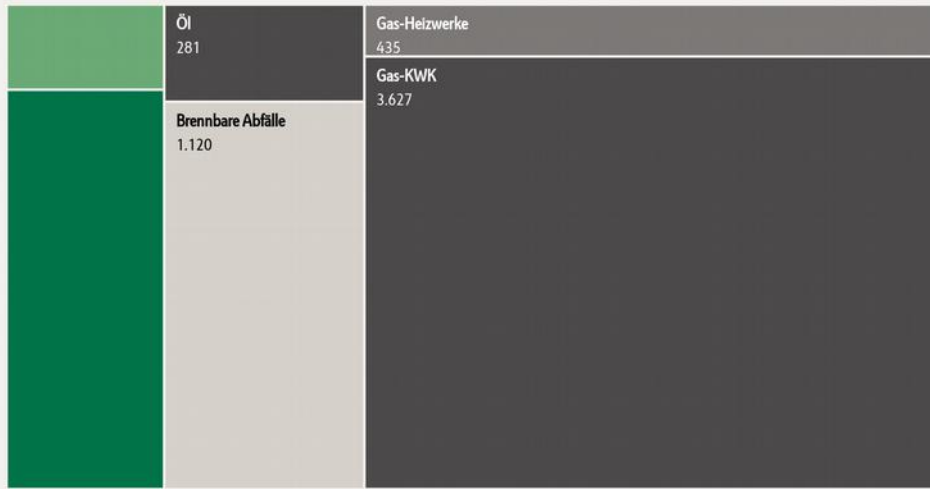 Öl
281
Brennbare Abfälle
1.120
Gas-Heizwerke
435
Gas-KWK
3.627